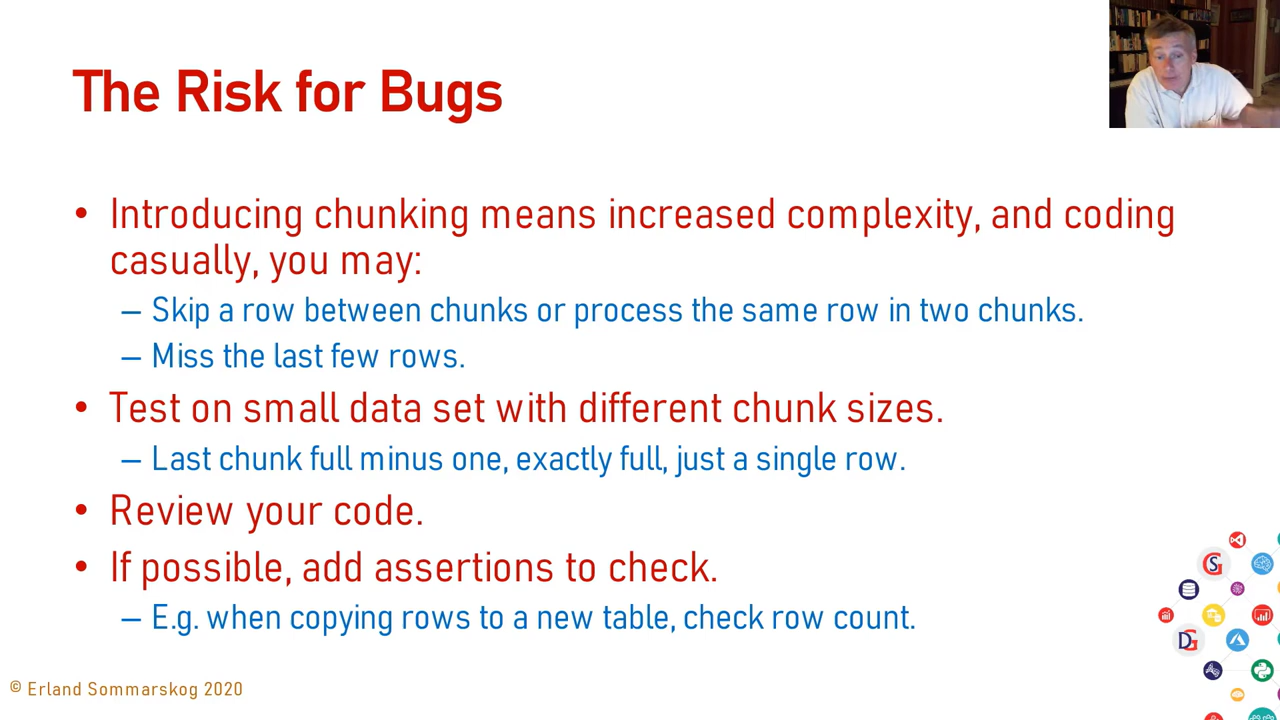 The Risk for Bugs
• Introducing chunking means increased complexity, and coding
casually, you may:
– Skip a row between chunks or process the same row in two chunks.
– Miss the last few rows.
• Test on small data set with different chunk sizes.
– Last chunk full minus one, exactly full, just a single row.
• Review your code.
• If possible, add assertions to check.
– E.g. when copying rows to a new table, check row count.
© Erland Sommarskog 2020